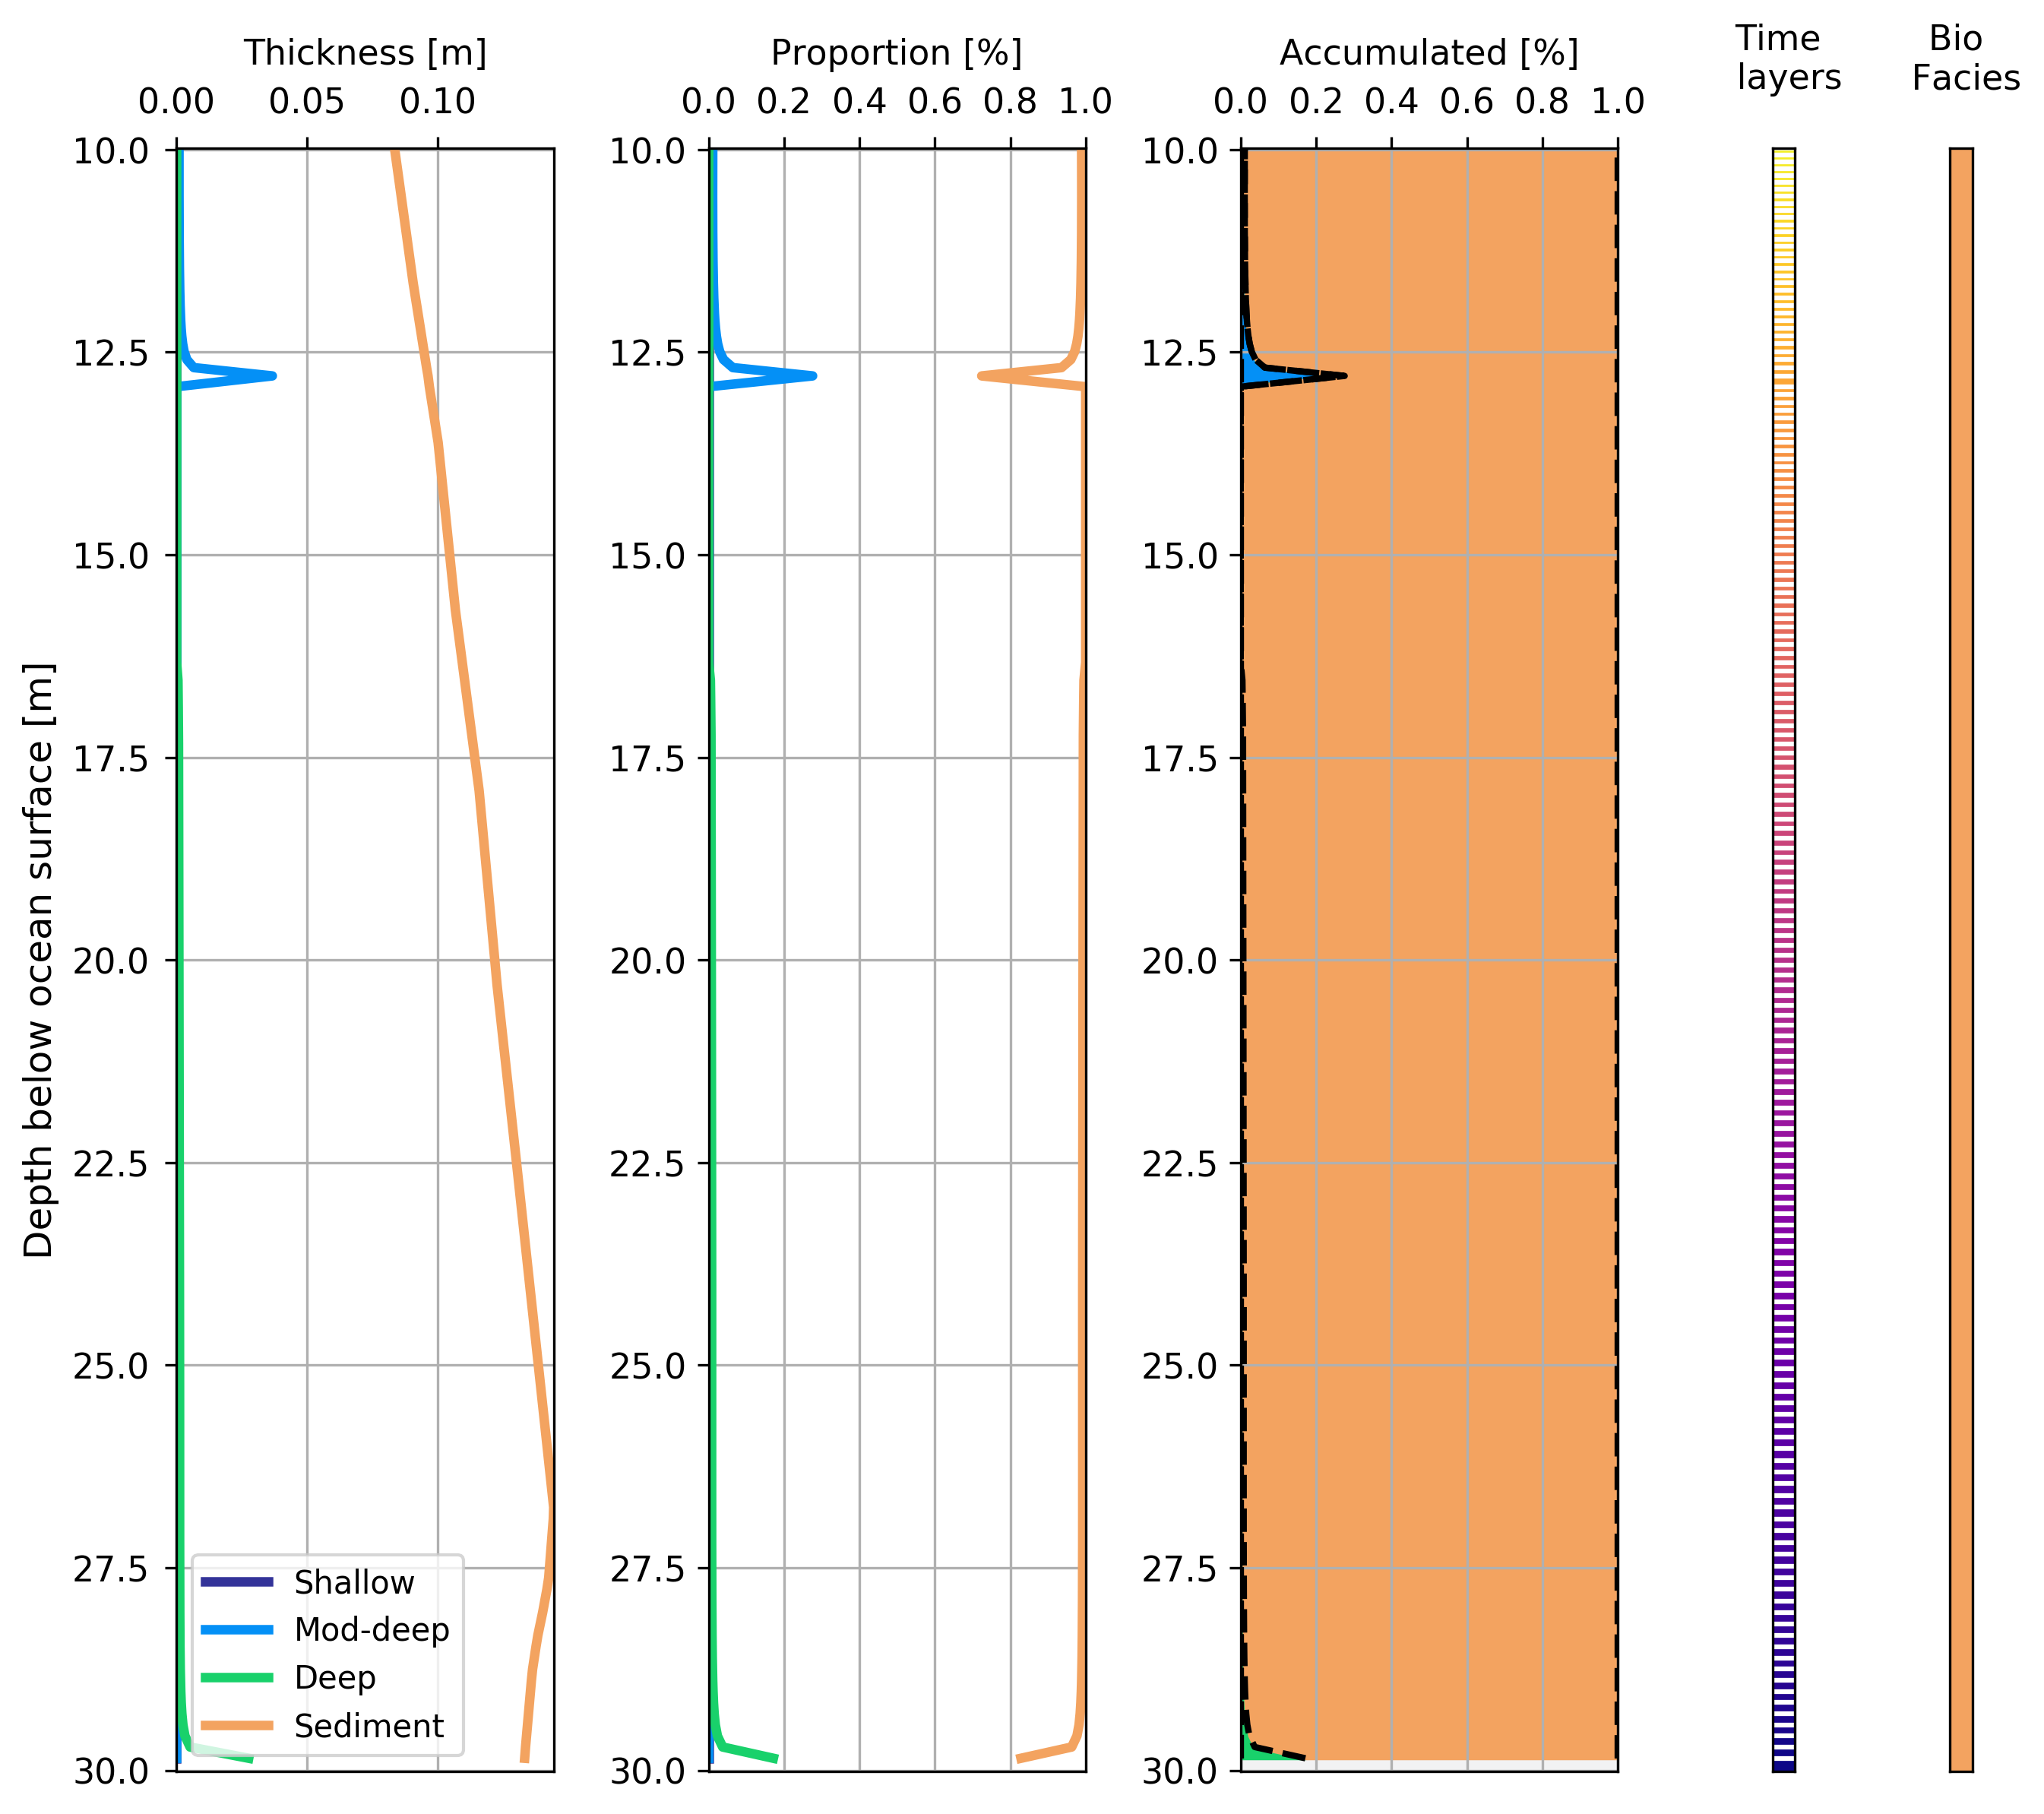 Thickness [m]
0.00 0.05 0.10
Proportion [%]
0.0 0.2 0.4 0.6 0.8 1.0
Accumulated [%]
0.0 0.2 0.4 0.6 0.8 1.0
Time
layers
Bio
Facies
Depth below ocean surface [m]
10.0
12.5
15.0
17.5
20.0
22.5
25.0
27.5
30.0
Shallow
Mod-deep
Deep
Sediment
10.0
12.5
15.0
17.5
20.0
22.5
25.0
27.5
30.0
10.0
12.5
15.0
17.5
20.0
22.5
25.0
27.5
30.0